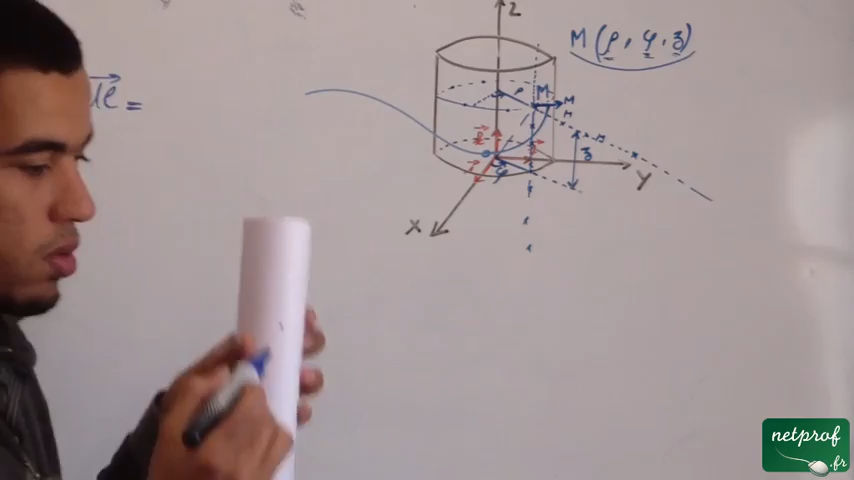 Z
M(ρ, φ, z)
dl =
ρ
M
M
M
k
z
φ
X
Y
netprof
.fr